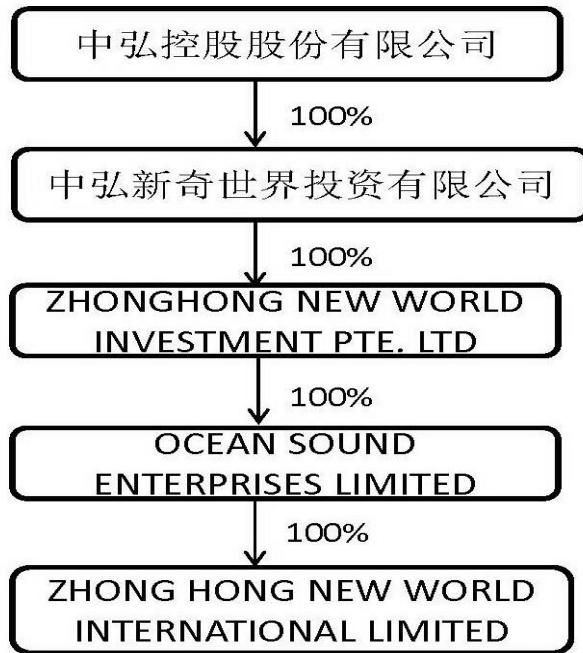 中弘控股股份有限公司
100%
中弘新奇世界投资有限公司
100%
ZHONGHONG NEW WORLD
INVESTMENT PTE. LTD
100%
OCEAN SOUND
ENTERPRISES LIMITED
100%
ZHONG HONG NEW WORLD
INTERNATIONAL LIMITED